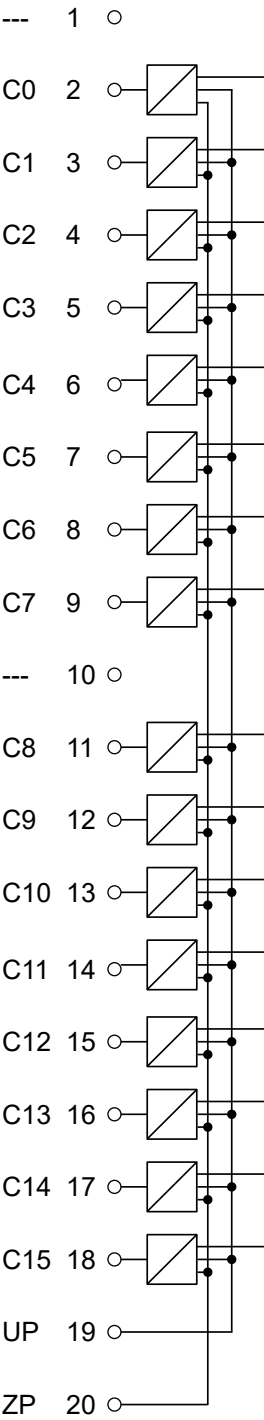 --- 1
C0 2
C1 3
C2 4
C3 5
C4 6
C5 7
C6 8
C7 9
--- 10
C8 11
C9 12
C10 13
C11 14
C12 15
C13 16
C14 17
C15 18
UP 19
ZP 20